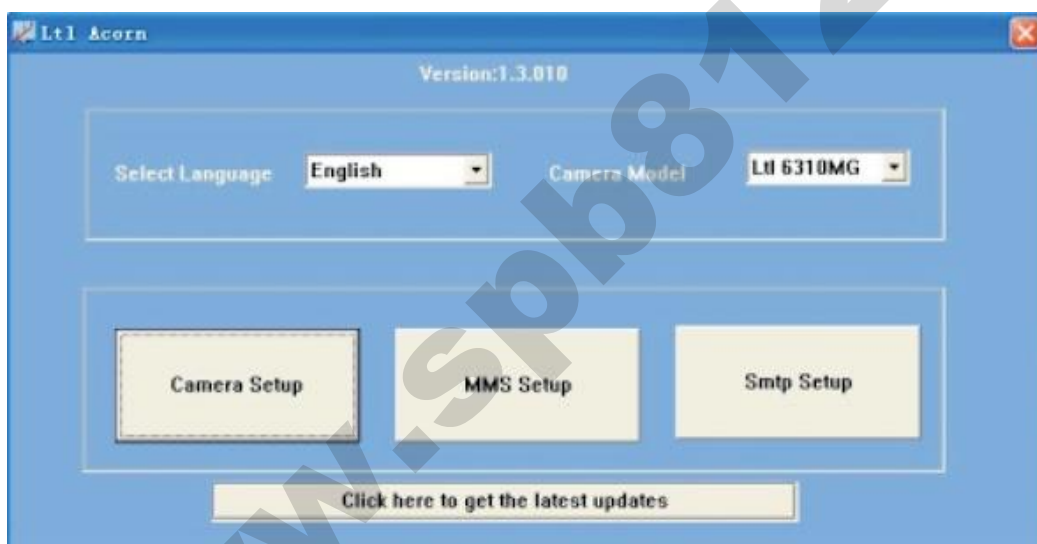 Ltl Acorn
Version:1.3.010
Select Language English Camera Model Ltl 6310MG
Camera Setup MMS Setup Smtp Setup
Click here to get the latest updates
w.spb812